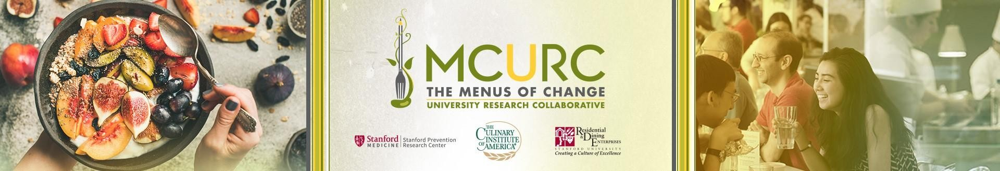 MCURC
THE MENUS OF CHANGE
UNIVERSITY RESEARCH COLLABORATIVE
Stanford
MEDICINE
Stanford Prevention
Research Center
THE
CULINARY
INSTITUTE
OF AMERICA®
Residential
& Dining
Enterprises
STANFORD UNIVERSITY
Creating a Culture of Excellence